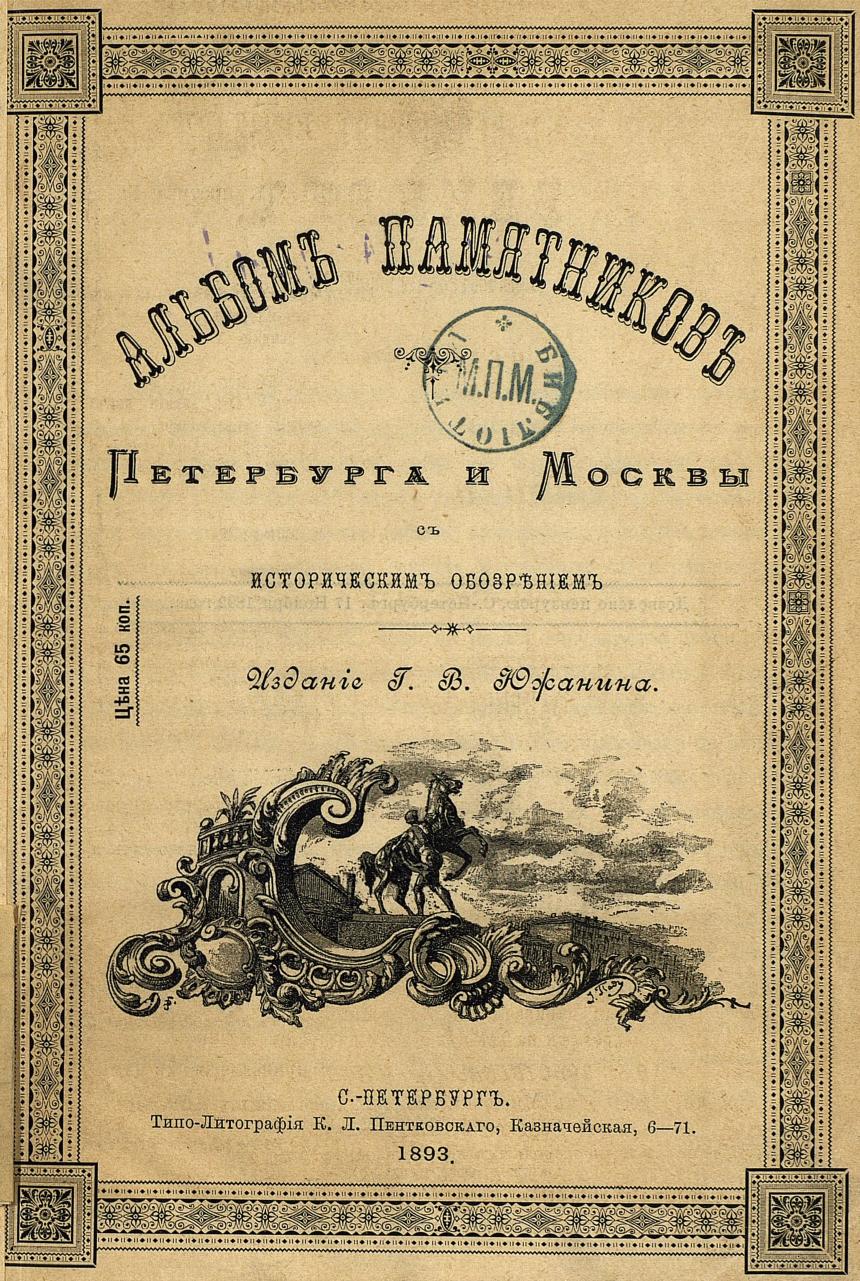 АЛЬБОМЪ ПАМЯТНИКОВЪ
М.П.М.
ПЕТЕРБУРГА И МОСКВЫ
СЪ
ИСТОРИЧЕСКИМЪ ОБОЗРѢНІЕМЪ
Цѣна 65 коп.
Изданіе Г. В. Южанина.
С.-ПЕТЕРБУРГЪ.
Типо-Литографія К. Л. Пентковскаго, Казначейская, 6—71.
1893.